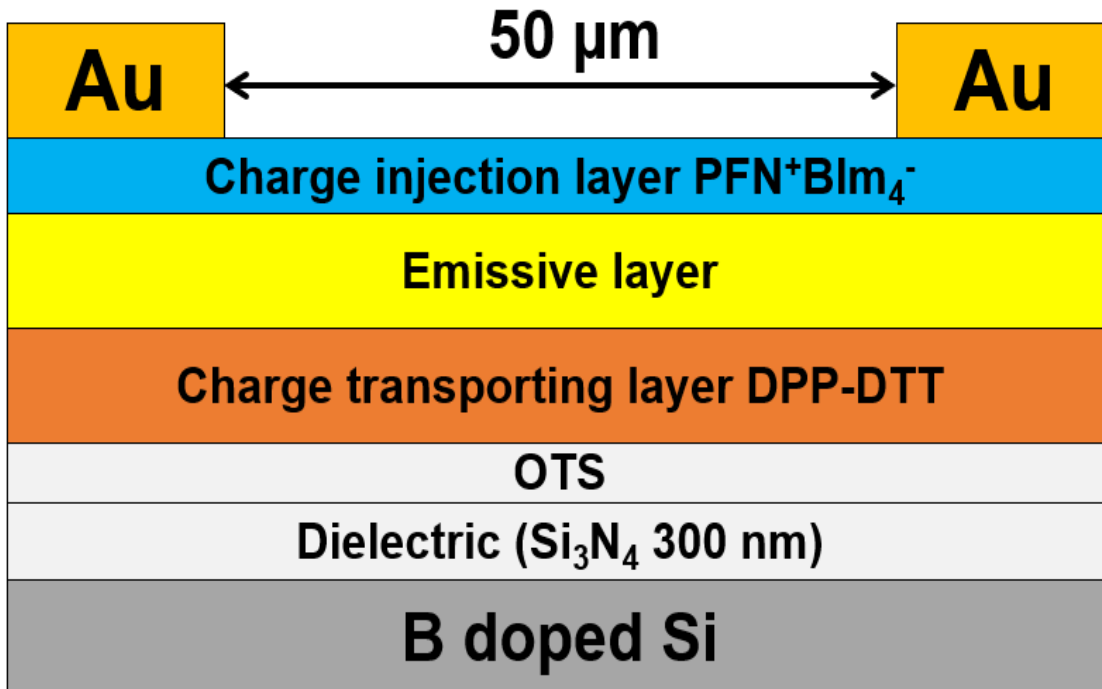 50 µm
Au
Au
Charge injection layer PFN⁺BIm₄⁻
Emissive layer
Charge transporting layer DPP-DTT
OTS
Dielectric (Si₃N₄ 300 nm)
B doped Si